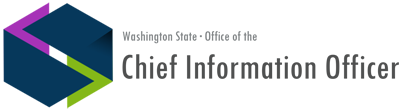 Washington State • Office of the
Chief Information Officer